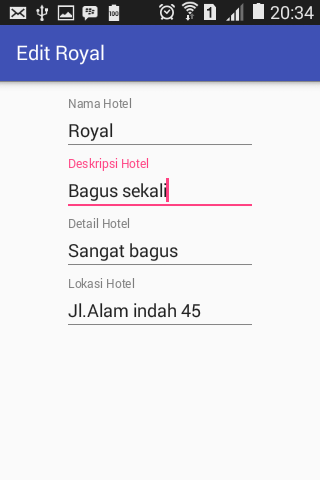 20:34
Edit Royal
Nama Hotel
Royal
Deskripsi Hotel
Bagus sekali
Detail Hotel
Sangat bagus
Lokasi Hotel
Jl.Alam indah 45